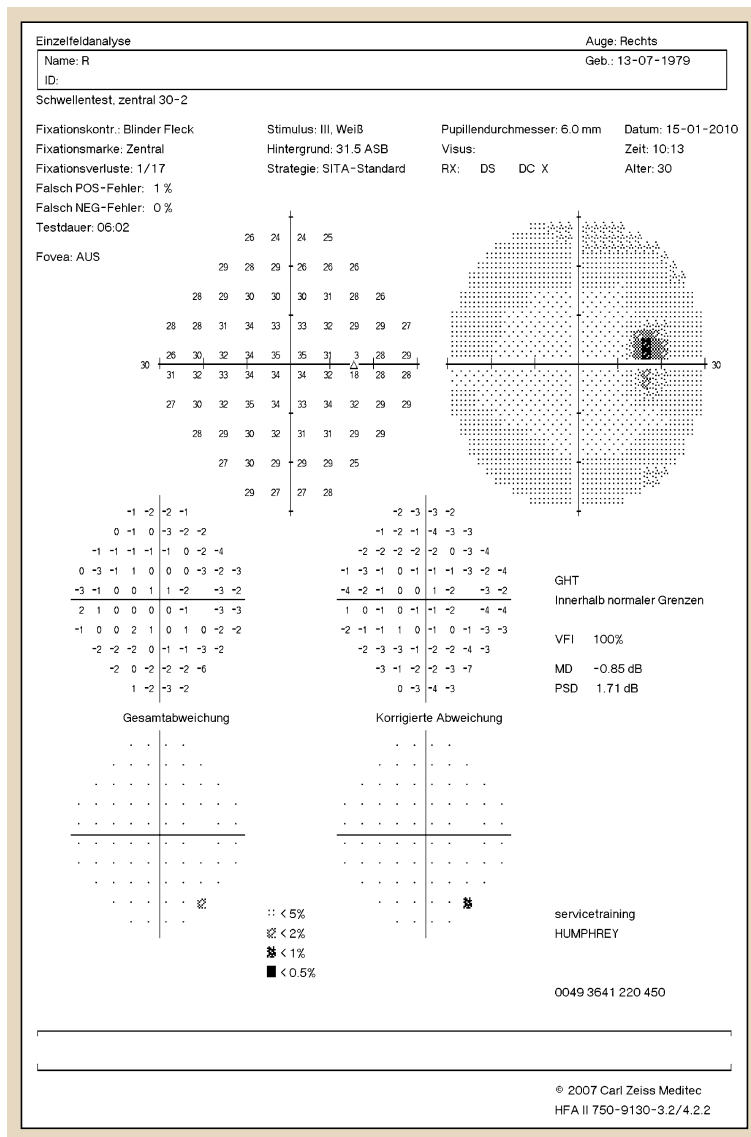 Einzelfeldanalyse Auge: Rechts
Name: R Geb.: 13-07-1979
ID:
Schwellentest, zentral 30-2
Fixationskontr.: Blinder Fleck Stimulus: III, Weiß Pupillendurchmesser: 6.0 mm Datum: 15-01-2010
Fixationsmarke: Zentral Hintergrund: 31.5 ASB Visus: Zeit: 10:13
Fixationsverluste: 1/17 Strategie: SITA-Standard RX: DS DC X Alter: 30
Falsch POS-Fehler: 1 %
Falsch NEG-Fehler: 0 %
Testdauer: 06:02
Fovea: AUS
26 24 24 25
29 28 29 26 26 26
28 29 30 30 30 31 28 26
28 28 31 34 33 33 32 29 29 27
26 30 32 34 35 35 31 3 28 29
30 30
31 32 33 34 34 34 32 18 28 28
27 30 32 35 34 33 34 32 29 29
28 29 30 32 31 31 29 29
27 30 29 29 29 25
29 27 27 28
-1 -2 -2 -1 -2 -3 -3 -2
0 -1 0 -3 -2 -2 -1 -2 -1 -4 -3 -3
-1 -1 -1 -1 -1 0 -2 -4 -2 -2 -2 -2 -2 0 -3 -4
0 -3 -1 1 0 0 0 -3 -2 -3 -1 -3 -1 0 -1 -1 -1 -3 -2 -4
-3 -1 0 0 1 1 -2 -3 -2 -4 -2 -1 0 0 1 -2 -3 -2
2 1 0 0 0 0 -1 -3 -3 1 0 -1 0 -1 -1 -2 -4 -4
-1 0 0 2 1 0 1 0 -2 -2 -2 -1 -1 1 0 -1 0 -1 -3 -3
-2 -2 -2 0 -1 -1 -3 -2 -2 -3 -3 -1 -2 -2 -4 -3
-2 0 -2 -2 -2 -6 -3 -1 -2 -2 -3 -7
1 -2 -3 -2 0 -3 -4 -3
GHT
Innerhalb normaler Grenzen
VFI 100%
MD -0.85 dB
PSD 1.71 dB
Gesamtabweichung Korrigierte Abweichung
< 5%
< 2%
< 1%
< 0.5%
servicetraining
HUMPHREY
0049 3641 220 450
© 2007 Carl Zeiss Meditec
HFA II 750-9130-3.2/4.2.2